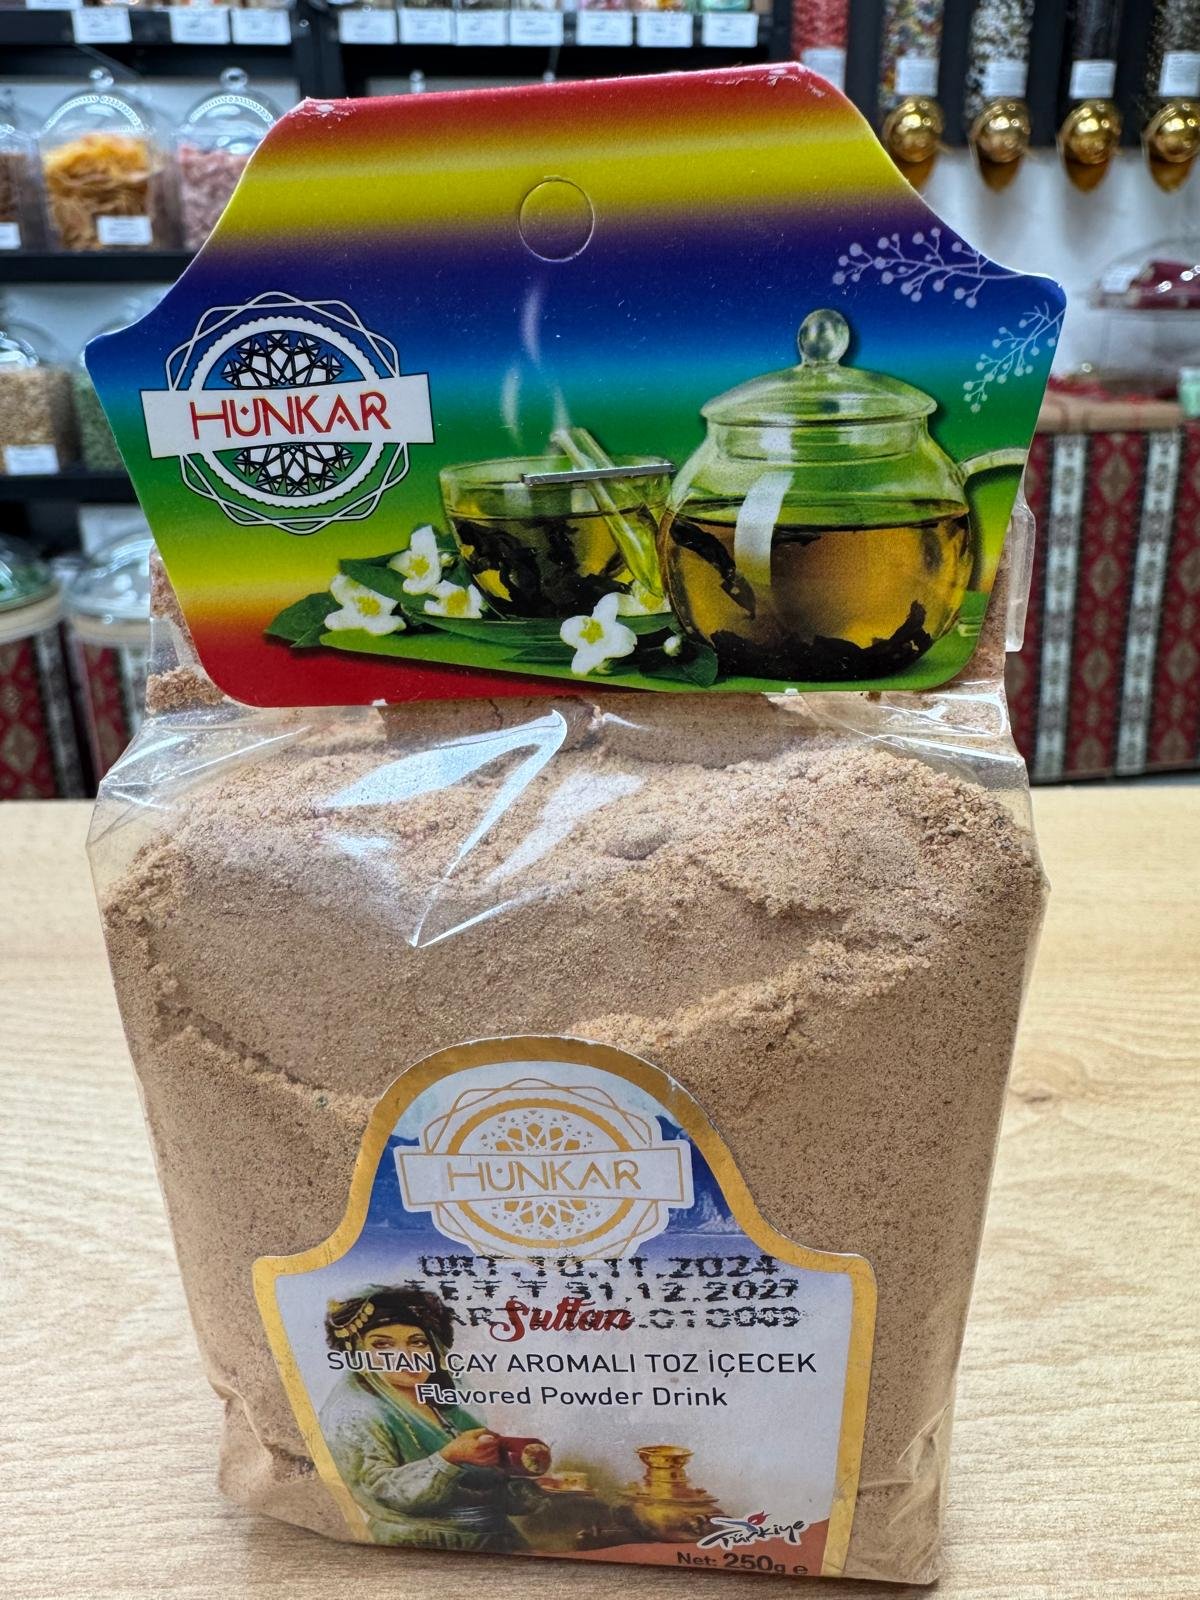 HÜNKAR
HÜNKAR
ÜRT.10.11.2024
.E.T.T 31.12.2027
Sultan
SULTAN ÇAY AROMALI TOZ İÇECEK
Flavored Powder Drink
Türkiye
Net: 250g e